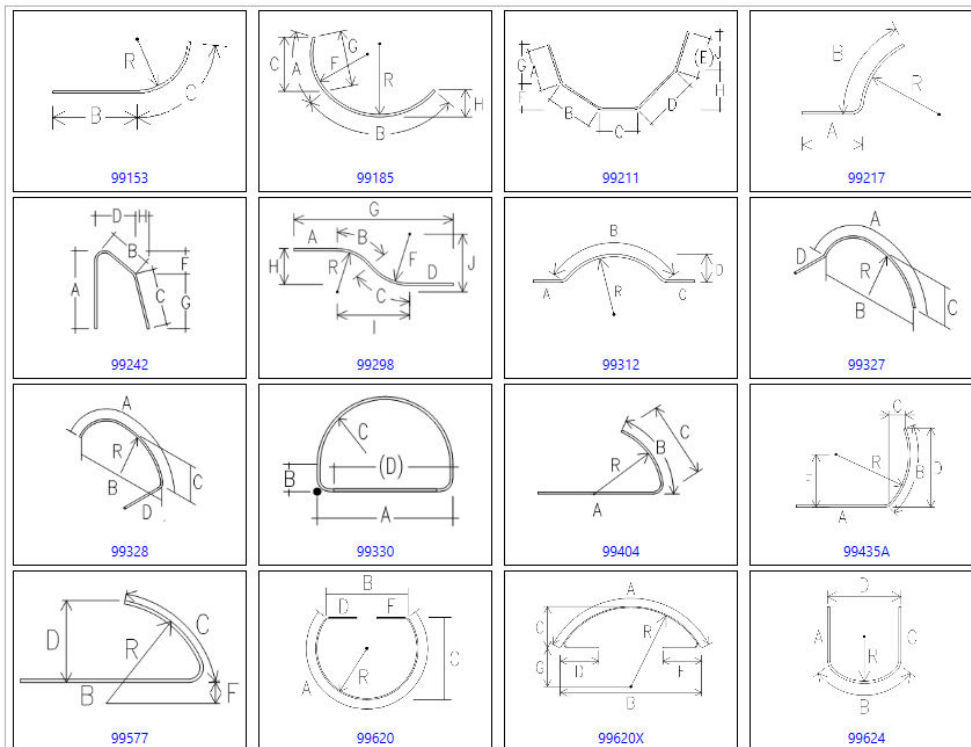 R
B
C
99153
G
A
C
F
R
H
B
99185
G
A
F
B
C
D
(E)
J
H
99211
B
R
A
99217
D
H
B
F
A
C
G
99242
G
A
B
F
J
H
R
D
C
I
99298
B
D
A
R
C
99312
A
D
R
B
C
99327
A
R
B
C
D
99328
C
B
(D)
A
99330
C
B
R
A
99404
C
F
R
B
D
A
99435A
C
D
R
B
F
99577
B
D
F
C
A
R
99620
A
C
R
G
D
F
B
99620X
D
A
C
R
B
99624